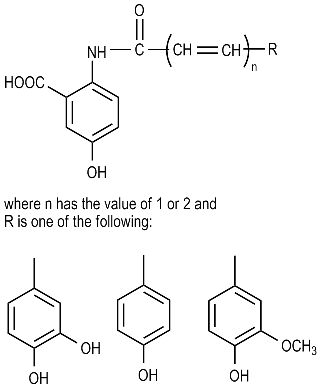 O
NH
C
CH
CH
R
n
HOOC
OH
where n has the value of 1 or 2 and
R is one of the following:
OH
OH
OH
OCH₃
OH